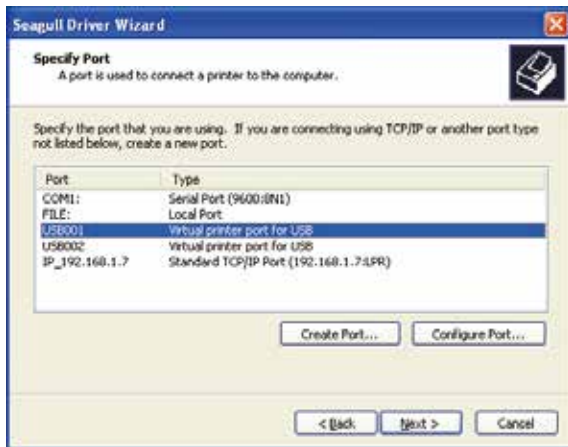 Seagull Driver Wizard
Specify Port
A port is used to connect a printer to the computer.
Specify the port that you are using. If you are connecting using TCP/IP or another port type
not listed below, create a new port.
Port Type
COM1: Serial Port (9600:8N1)
FILE: Local Port
USB001 Virtual printer port for USB
USB002 Virtual printer port for USB
IP_192.168.1.7 Standard TCP/IP Port (192.168.1.7:LPR)
Create Port... Configure Port...
< Back Next > Cancel